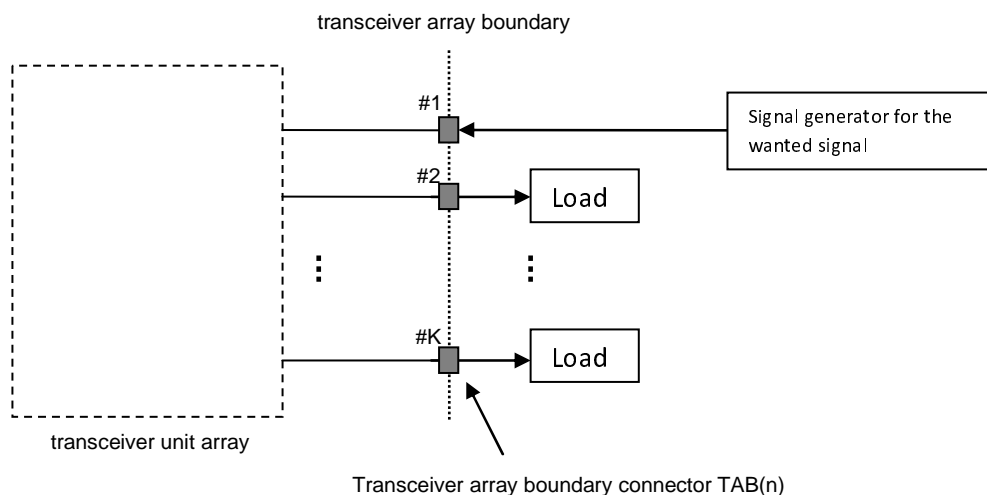 transceiver array boundary
#1
Signal generator for the
wanted signal
#2
Load
#K
Load
transceiver unit array
Transceiver array boundary connector TAB(n)